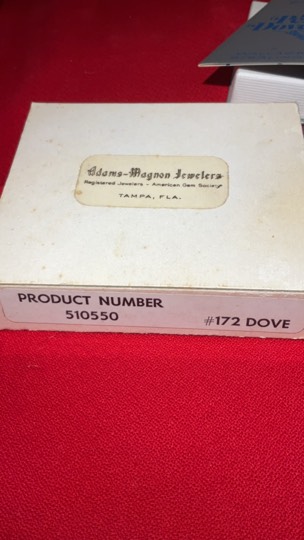 Adams-Magnon Jewelers
Registered Jewelers - American Gem Society
TAMPA, FLA.
PRODUCT NUMBER
510550
#172 DOVE